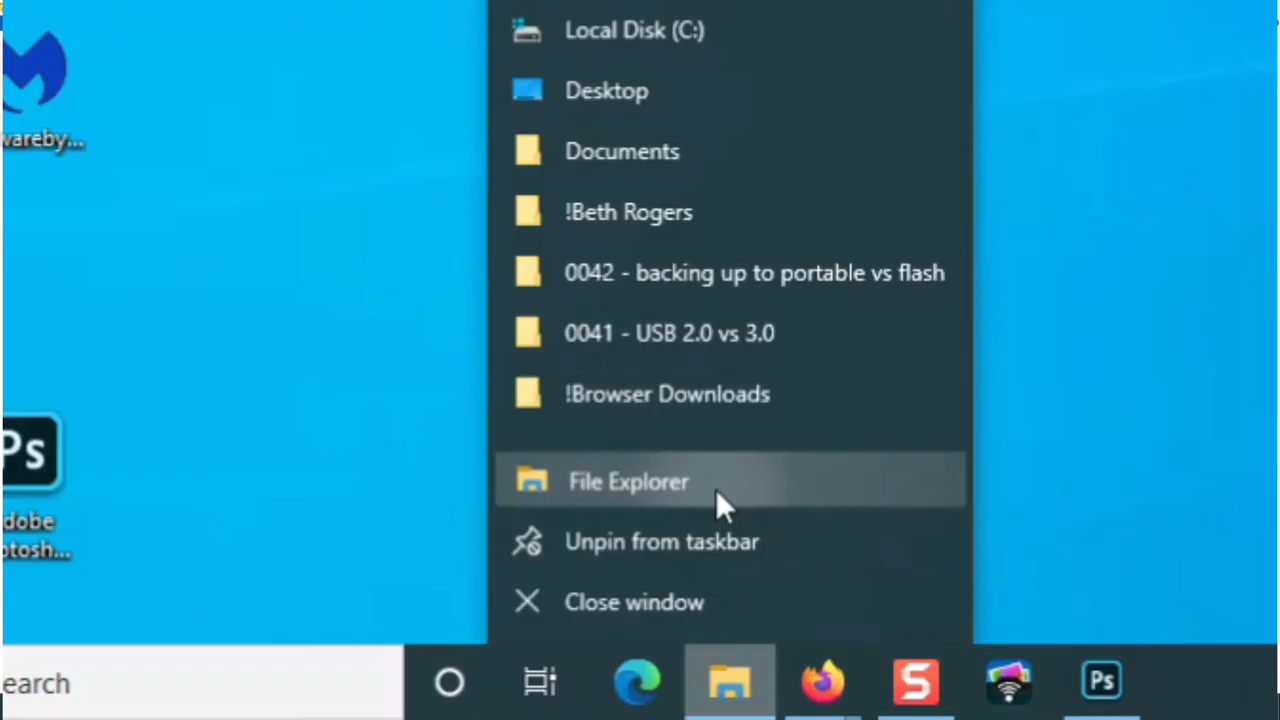 Local Disk (C:)
Desktop
Documents
!Beth Rogers
0042 - backing up to portable vs flash
0041 - USB 2.0 vs 3.0
!Browser Downloads
File Explorer
Unpin from taskbar
Close window
wareby...
Ps
dobe
otosh...
earch
S
Ps